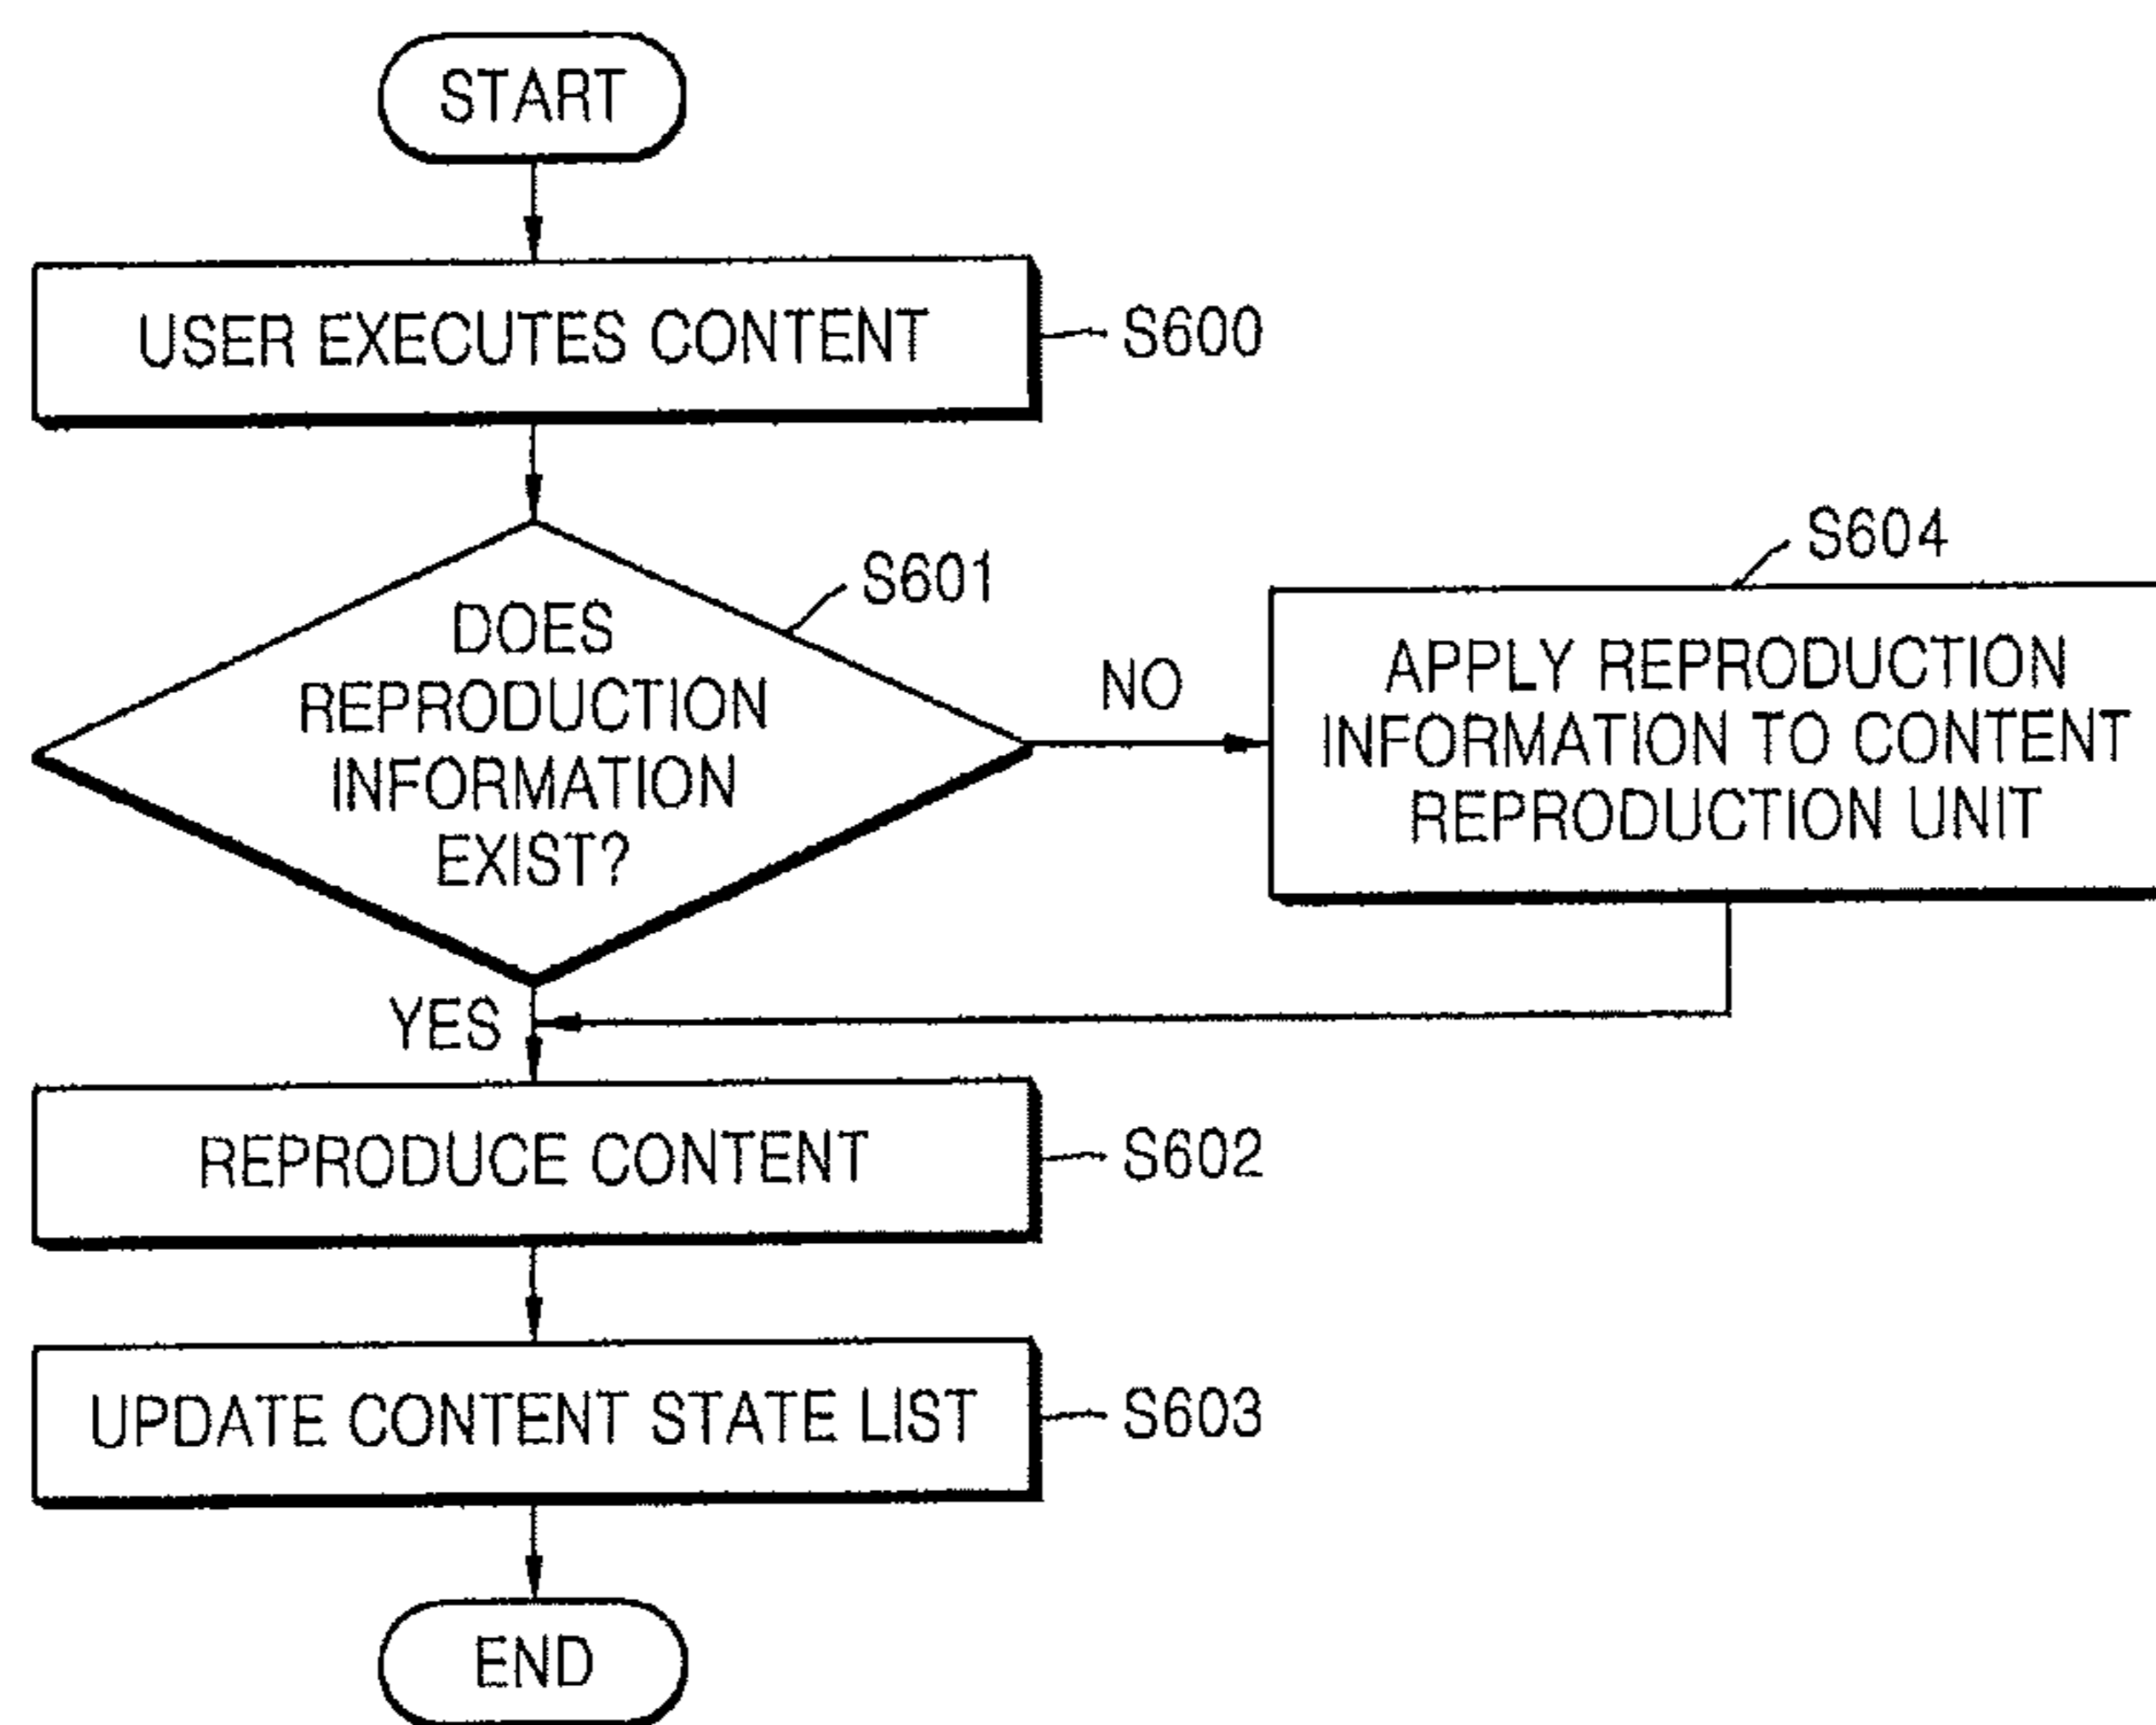 START
USER EXECUTES CONTENT
S600
S601
DOES
REPRODUCTION
INFORMATION
EXIST?
NO
S604
APPLY REPRODUCTION
INFORMATION TO CONTENT
REPRODUCTION UNIT
YES
REPRODUCE CONTENT
S602
UPDATE CONTENT STATE LIST
S603
END